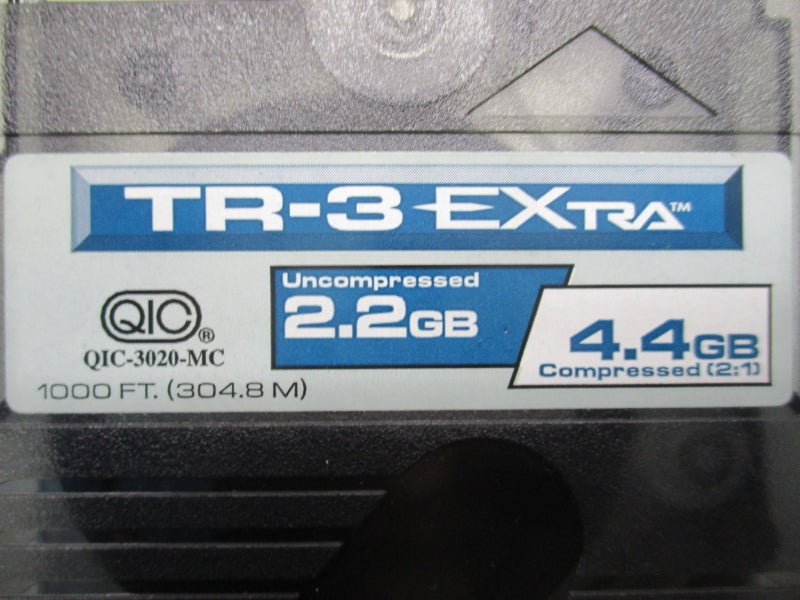 TR-3 EXTRA™
Uncompressed
2.2GB
4.4GB
Compressed (2:1)
QIC®
QIC-3020-MC
1000 FT. (304.8 M)